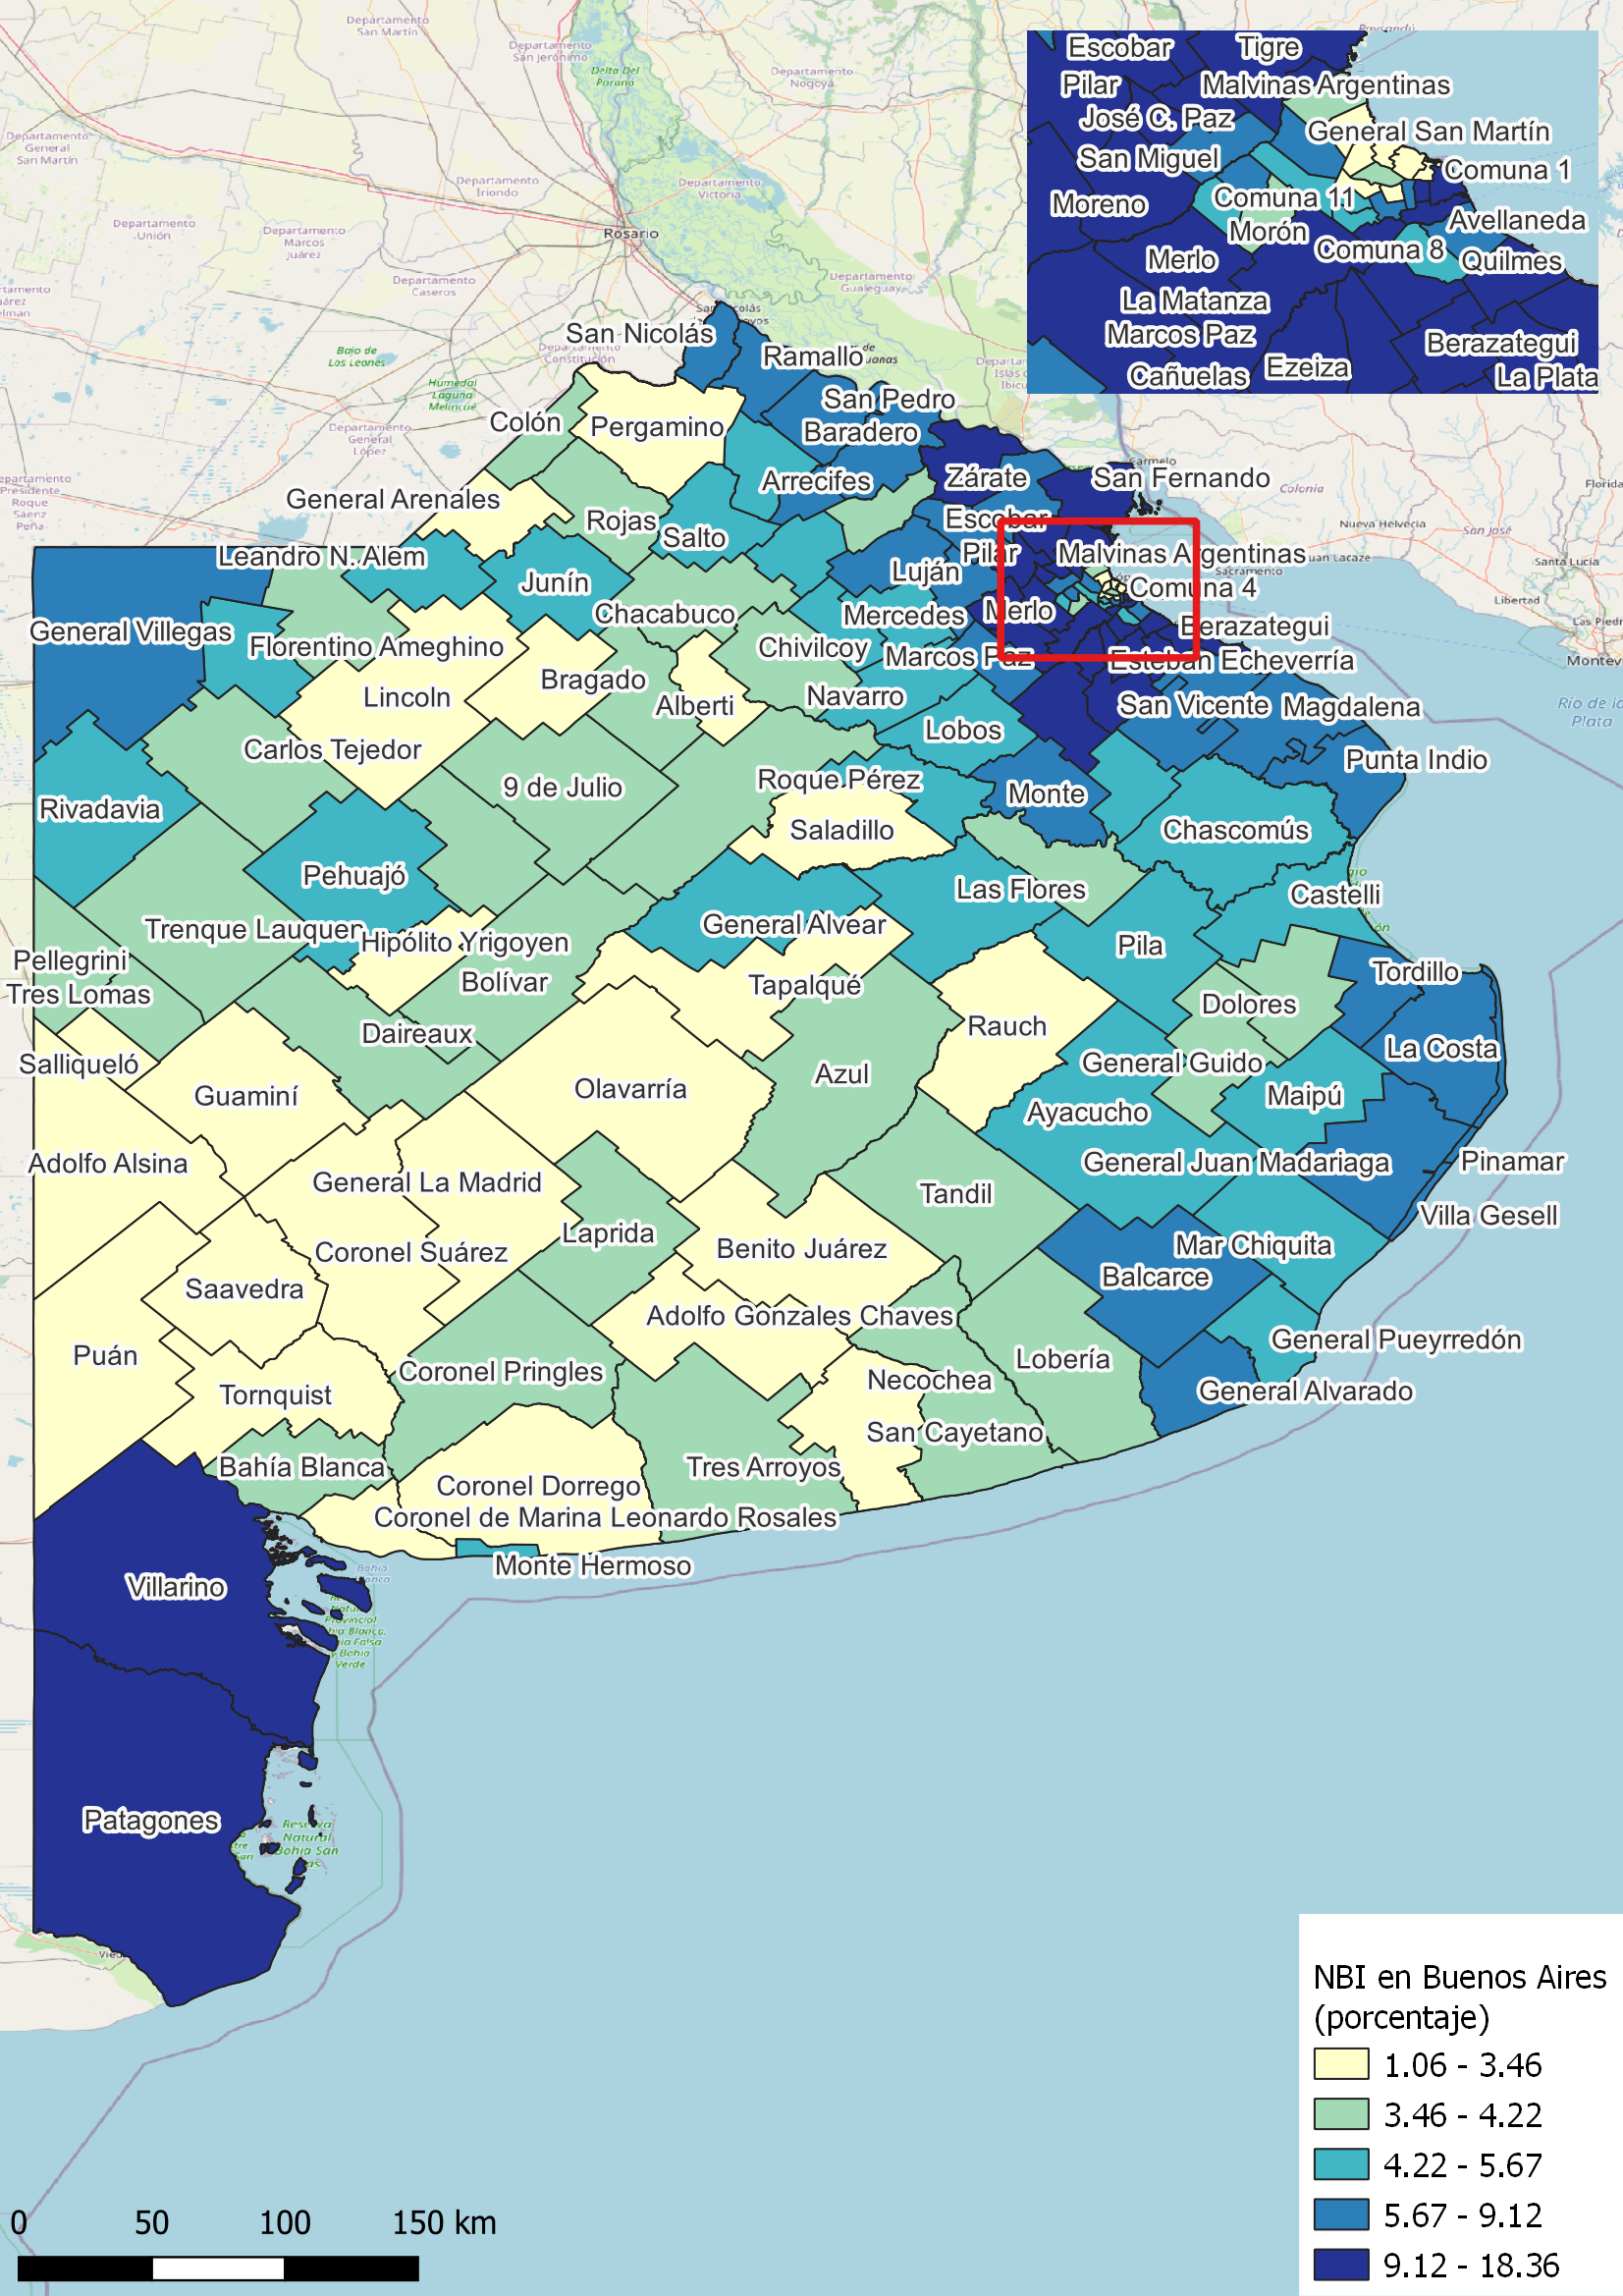 Departamento
San Martín
Departamento
San Jerónimo
Delta Del
Paraná
Departamento
San Martín
Departamento
General
San Martín
Departamento
Victoria
Departamento
Unión
Departamento
Marcos
Juárez
Departamento
Iriondo
Rosario
Departamento
Caseros
Departamento
Gualeguay
Bajo de
Los Leones
Humedal
Laguna
Melincué
Departamento
General
López
Departamento
Presidente
Roque
Sáenz
Peña
Escobar
Tigre
Pilar
Malvinas Argentinas
José C. Paz
General San Martín
San Miguel
Comuna 1
Moreno
Comuna 11
Avellaneda
Morón
Comuna 8
Merlo
Quilmes
La Matanza
Marcos Paz
Berazategui
Ezeiza
Cañuelas
La Plata
San Nicolás
Ramallo
San Pedro
Colón
Pergamino
Baradero
Carmelo
Colonia
Florida
Arrecifes
Zárate
San Fernando
General Arenales
Rojas
Salto
Escobar
Nueva Helvecia
San José
Leandro N. Alem
Junín
Luján
Pilar
Malvinas Argentinas
Juan Lacaze
Santa Lucía
Sacramento
Comuna 4
Libertad
Chacabuco
Mercedes
Merlo
General Villegas
Florentino Ameghino
Chivilcoy
Marcos Paz
Berazategui
Esteban Echeverría
Bragado
Lincoln
Alberti
Navarro
San Vicente
Magdalena
Río de la
Plata
Lobos
Carlos Tejedor
9 de Julio
Roque Pérez
Monte
Punta Indio
Rivadavia
Saladillo
Chascomús
Pehuajó
Las Flores
Castelli
Trenque Lauquen
Hipólito Yrigoyen
General Alvear
Pila
Pellegrini
Bolívar
Tapalqué
Tordillo
Tres Lomas
Dolores
Daireaux
Rauch
La Costa
Salliqueló
General Guido
Guaminí
Olavarría
Azul
Maipú
Ayacucho
Adolfo Alsina
General La Madrid
Tandil
General Juan Madariaga
Pinamar
Laprida
Villa Gesell
Coronel Suárez
Benito Juárez
Mar Chiquita
Saavedra
Balcarce
Adolfo Gonzales Chaves
Puán
Coronel Pringles
Lobería
General Pueyrredón
Tornquist
Necochea
General Alvarado
San Cayetano
Bahía Blanca
Tres Arroyos
Coronel Dorrego
Coronel de Marina Leonardo Rosales
Monte Hermoso
Villarino
Patagones
Reserva
Natural
Bahia San
NBI en Buenos Aires
(porcentaje)
1.06 - 3.46
3.46 - 4.22
4.22 - 5.67
5.67 - 9.12
9.12 - 18.36
0 50 100 150 km